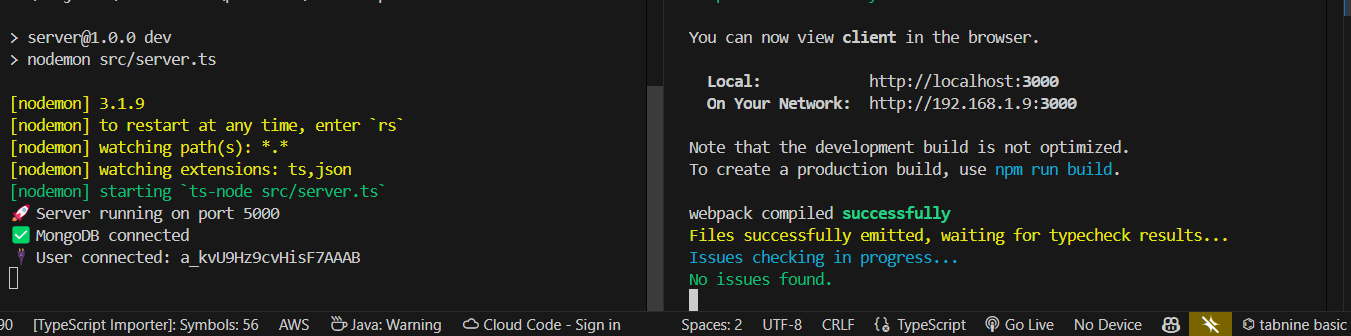 > server@1.0.0 dev
> nodemon src/server.ts
[nodemon] 3.1.9
[nodemon] to restart at any time, enter `rs`
[nodemon] watching path(s): *.*
[nodemon] watching extensions: ts,json
[nodemon] starting `ts-node src/server.ts`
🚀 Server running on port 5000
✅ MongoDB connected
User connected: a_kvU9Hz9cvHisF7AAAB
You can now view client in the browser.
Local: http://localhost:3000
On Your Network: http://192.168.1.9:3000
Note that the development build is not optimized.
To create a production build, use npm run build.
webpack compiled successfully
Files successfully emitted, waiting for typecheck results...
Issues checking in progress...
No issues found.
90 [TypeScript Importer]: Symbols: 56 AWS Java: Warning Cloud Code - Sign in Spaces: 2 UTF-8 CRLF {} TypeScript Go Live No Device tabnine basic